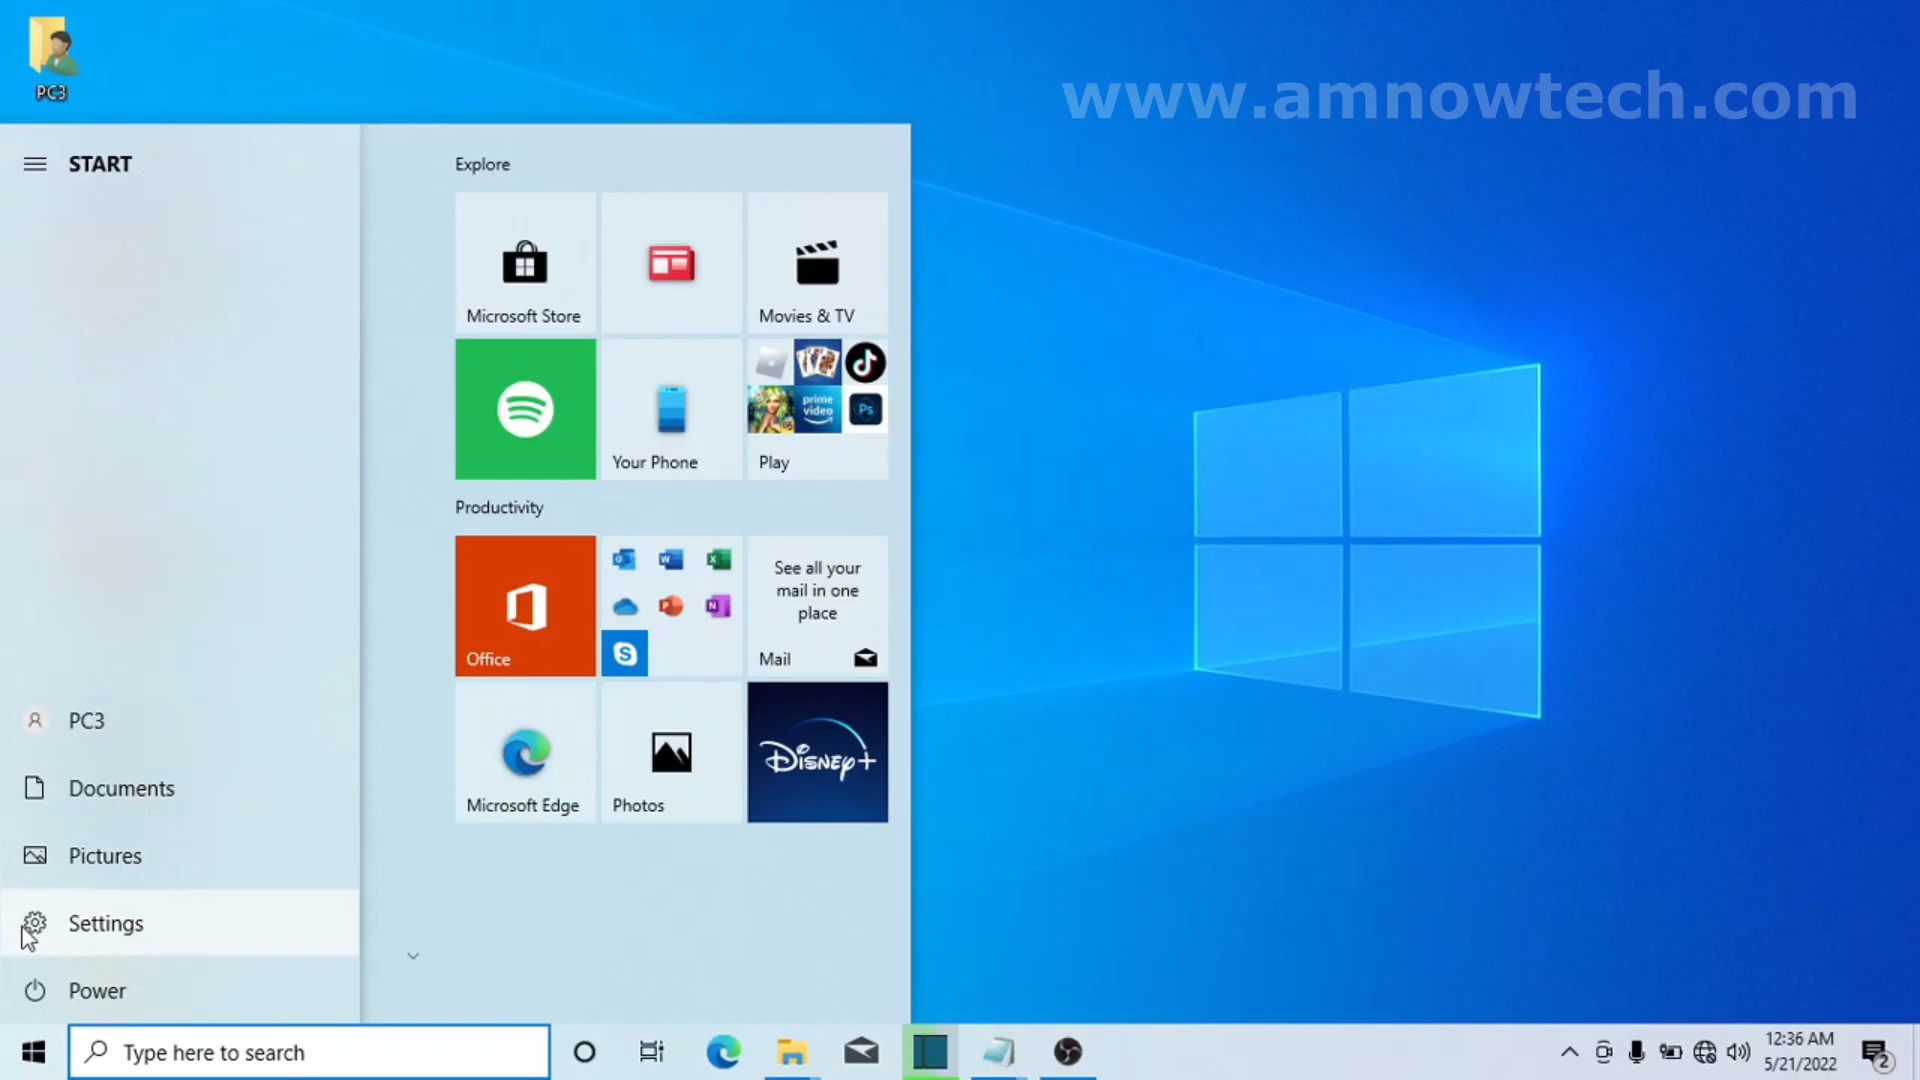 PC3
www.amnowtech.com
START
Explore
Microsoft Store
Movies & TV
Your Phone
prime
video
Ps
Play
Productivity
Office
See all your
mail in one
place
Mail
Microsoft Edge
Photos
Disney+
PC3
Documents
Pictures
Settings
Power
Type here to search
12:36 AM
5/21/2022
2